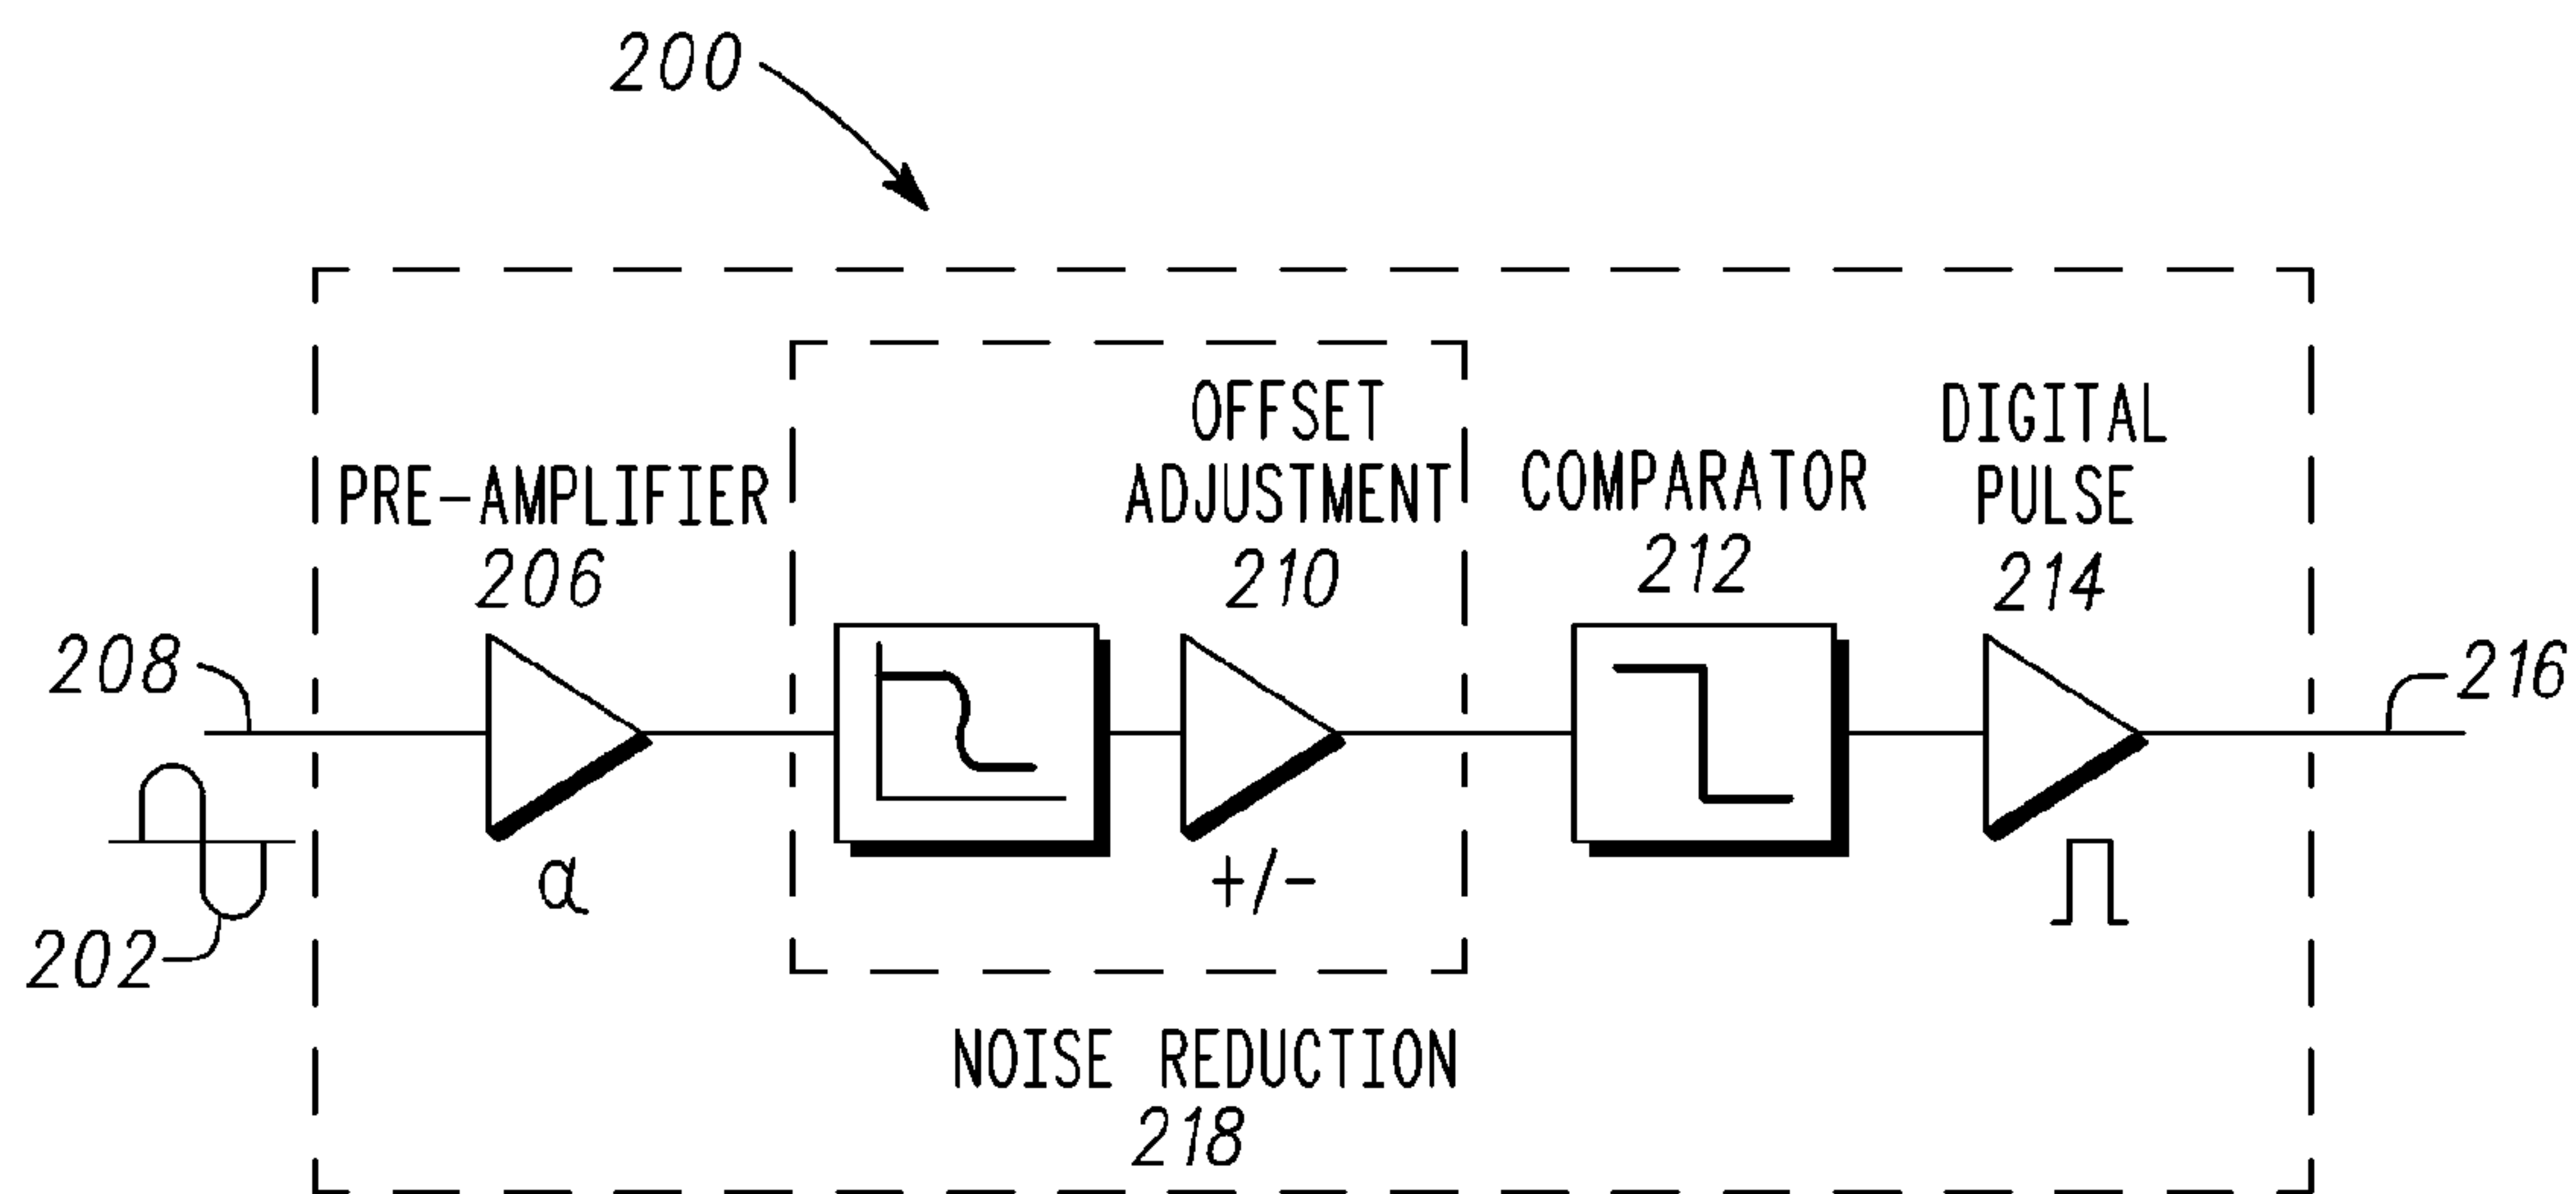 200
OFFSET
ADJUSTMENT
210
DIGITAL
PULSE
214
PRE-AMPLIFIER
206
COMPARATOR
212
208
216
α
+/-
202
NOISE REDUCTION
218